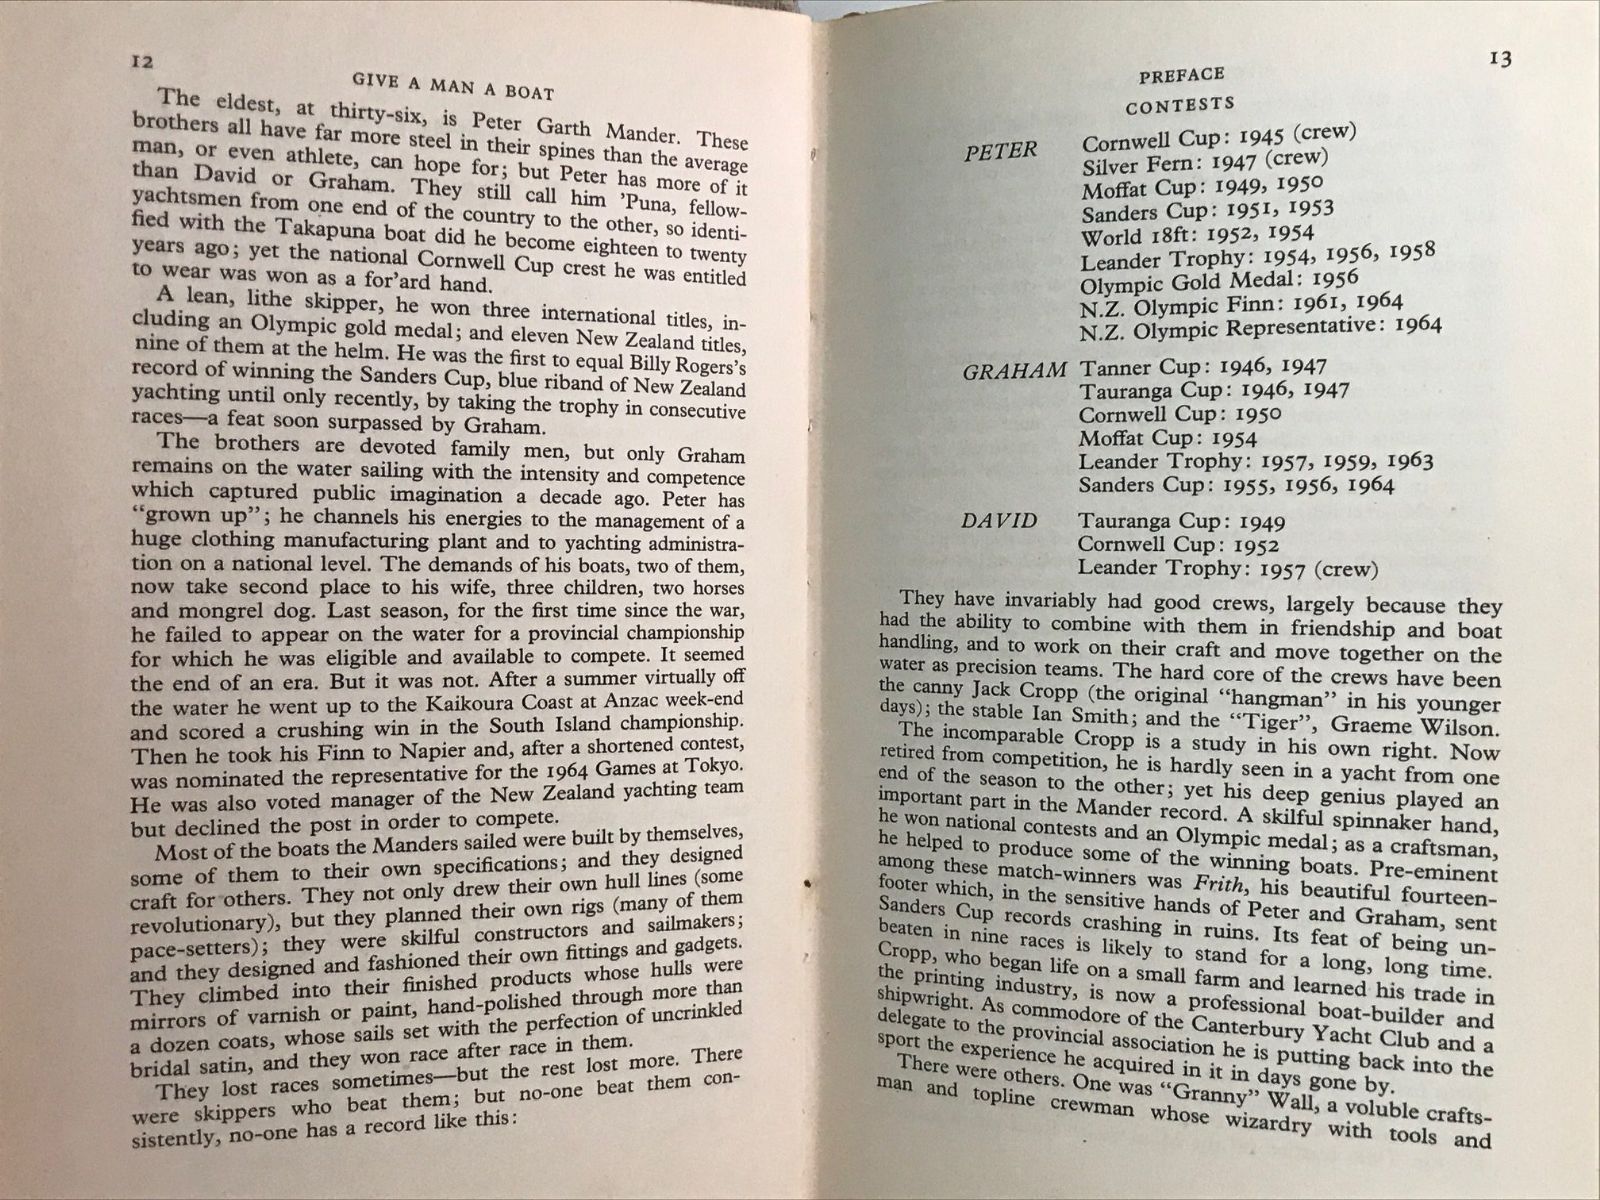 12
GIVE A MAN A BOAT
The eldest, at thirty-six, is Peter Garth Mander. These
brothers all have far more steel in their spines than the average
man, or even athlete, can hope for; but Peter has more of it
than David or Graham. They still call him 'Puna, fellow-
yachtsmen from one end of the country to the other, so identi-
fied with the Takapuna boat did he become eighteen to twenty
years ago; yet the national Cornwell Cup crest he was entitled
to wear was won as a for'ard hand.
A lean, lithe skipper, he won three international titles, in-
cluding an Olympic gold medal; and eleven New Zealand titles,
nine of them at the helm. He was the first to equal Billy Rogers's
record of winning the Sanders Cup, blue riband of New Zealand
yachting until only recently, by taking the trophy in consecutive
races—a feat soon surpassed by Graham.
The brothers are devoted family men, but only Graham
remains on the water sailing with the intensity and competence
which captured public imagination a decade ago. Peter has
"grown up"; he channels his energies to the management of a
huge clothing manufacturing plant and to yachting administra-
tion on a national level. The demands of his boats, two of them,
now take second place to his wife, three children, two horses
and mongrel dog. Last season, for the first time since the war,
he failed to appear on the water for a provincial championship
for which he was eligible and available to compete. It seemed
the end of an era. But it was not. After a summer virtually off
the water he went up to the Kaikoura Coast at Anzac week-end
and scored a crushing win in the South Island championship.
Then he took his Finn to Napier and, after a shortened contest,
was nominated the representative for the 1964 Games at Tokyo.
He was also voted manager of the New Zealand yachting team
but declined the post in order to compete.
Most of the boats the Manders sailed were built by themselves,
some of them to their own specifications; and they designed
craft for others. They not only drew their own hull lines (some
revolutionary), but they planned their own rigs (many of them
pace-setters); they were skilful constructors and sailmakers;
and they designed and fashioned their own fittings and gadgets.
They climbed into their finished products whose hulls were
mirrors of varnish or paint, hand-polished through more than
a dozen coats, whose sails set with the perfection of uncrinkled
bridal satin, and they won race after race in them.
They lost races sometimes—but the rest lost more. There
were skippers who beat them; but no-one beat them con-
sistently, no-one has a record like this:
13
PREFACE
CONTESTS
PETER Cornwell Cup: 1945 (crew)
Silver Fern: 1947 (crew)
Moffat Cup: 1949, 1950
Sanders Cup: 1951, 1953
World 18ft: 1952, 1954
Leander Trophy: 1954, 1956, 1958
Olympic Gold Medal: 1956
N.Z. Olympic Finn: 1961, 1964
N.Z. Olympic Representative: 1964
GRAHAM Tanner Cup: 1946, 1947
Tauranga Cup: 1946, 1947
Cornwell Cup: 1950
Moffat Cup: 1954
Leander Trophy: 1957, 1959, 1963
Sanders Cup: 1955, 1956, 1964
DAVID Tauranga Cup: 1949
Cornwell Cup: 1952
Leander Trophy: 1957 (crew)
They have invariably had good crews, largely because they
had the ability to combine with them in friendship and boat
handling, and to work on their craft and move together on the
water as precision teams. The hard core of the crews have been
the canny Jack Cropp (the original "hangman" in his younger
days); the stable Ian Smith; and the "Tiger", Graeme Wilson.
The incomparable Cropp is a study in his own right. Now
retired from competition, he is hardly seen in a yacht from one
end of the season to the other; yet his deep genius played an
important part in the Mander record. A skilful spinnaker hand,
he won national contests and an Olympic medal; as a craftsman,
he helped to produce some of the winning boats. Pre-eminent
among these match-winners was Frith, his beautiful fourteen-
footer which, in the sensitive hands of Peter and Graham, sent
Sanders Cup records crashing in ruins. Its feat of being un-
beaten in nine races is likely to stand for a long, long time.
Cropp, who began life on a small farm and learned his trade in
the printing industry, is now a professional boat-builder and
shipwright. As commodore of the Canterbury Yacht Club and a
delegate to the provincial association he is putting back into the
sport the experience he acquired in it in days gone by.
There were others. One was "Granny" Wall, a voluble crafts-
man and topline crewman whose wizardry with tools and